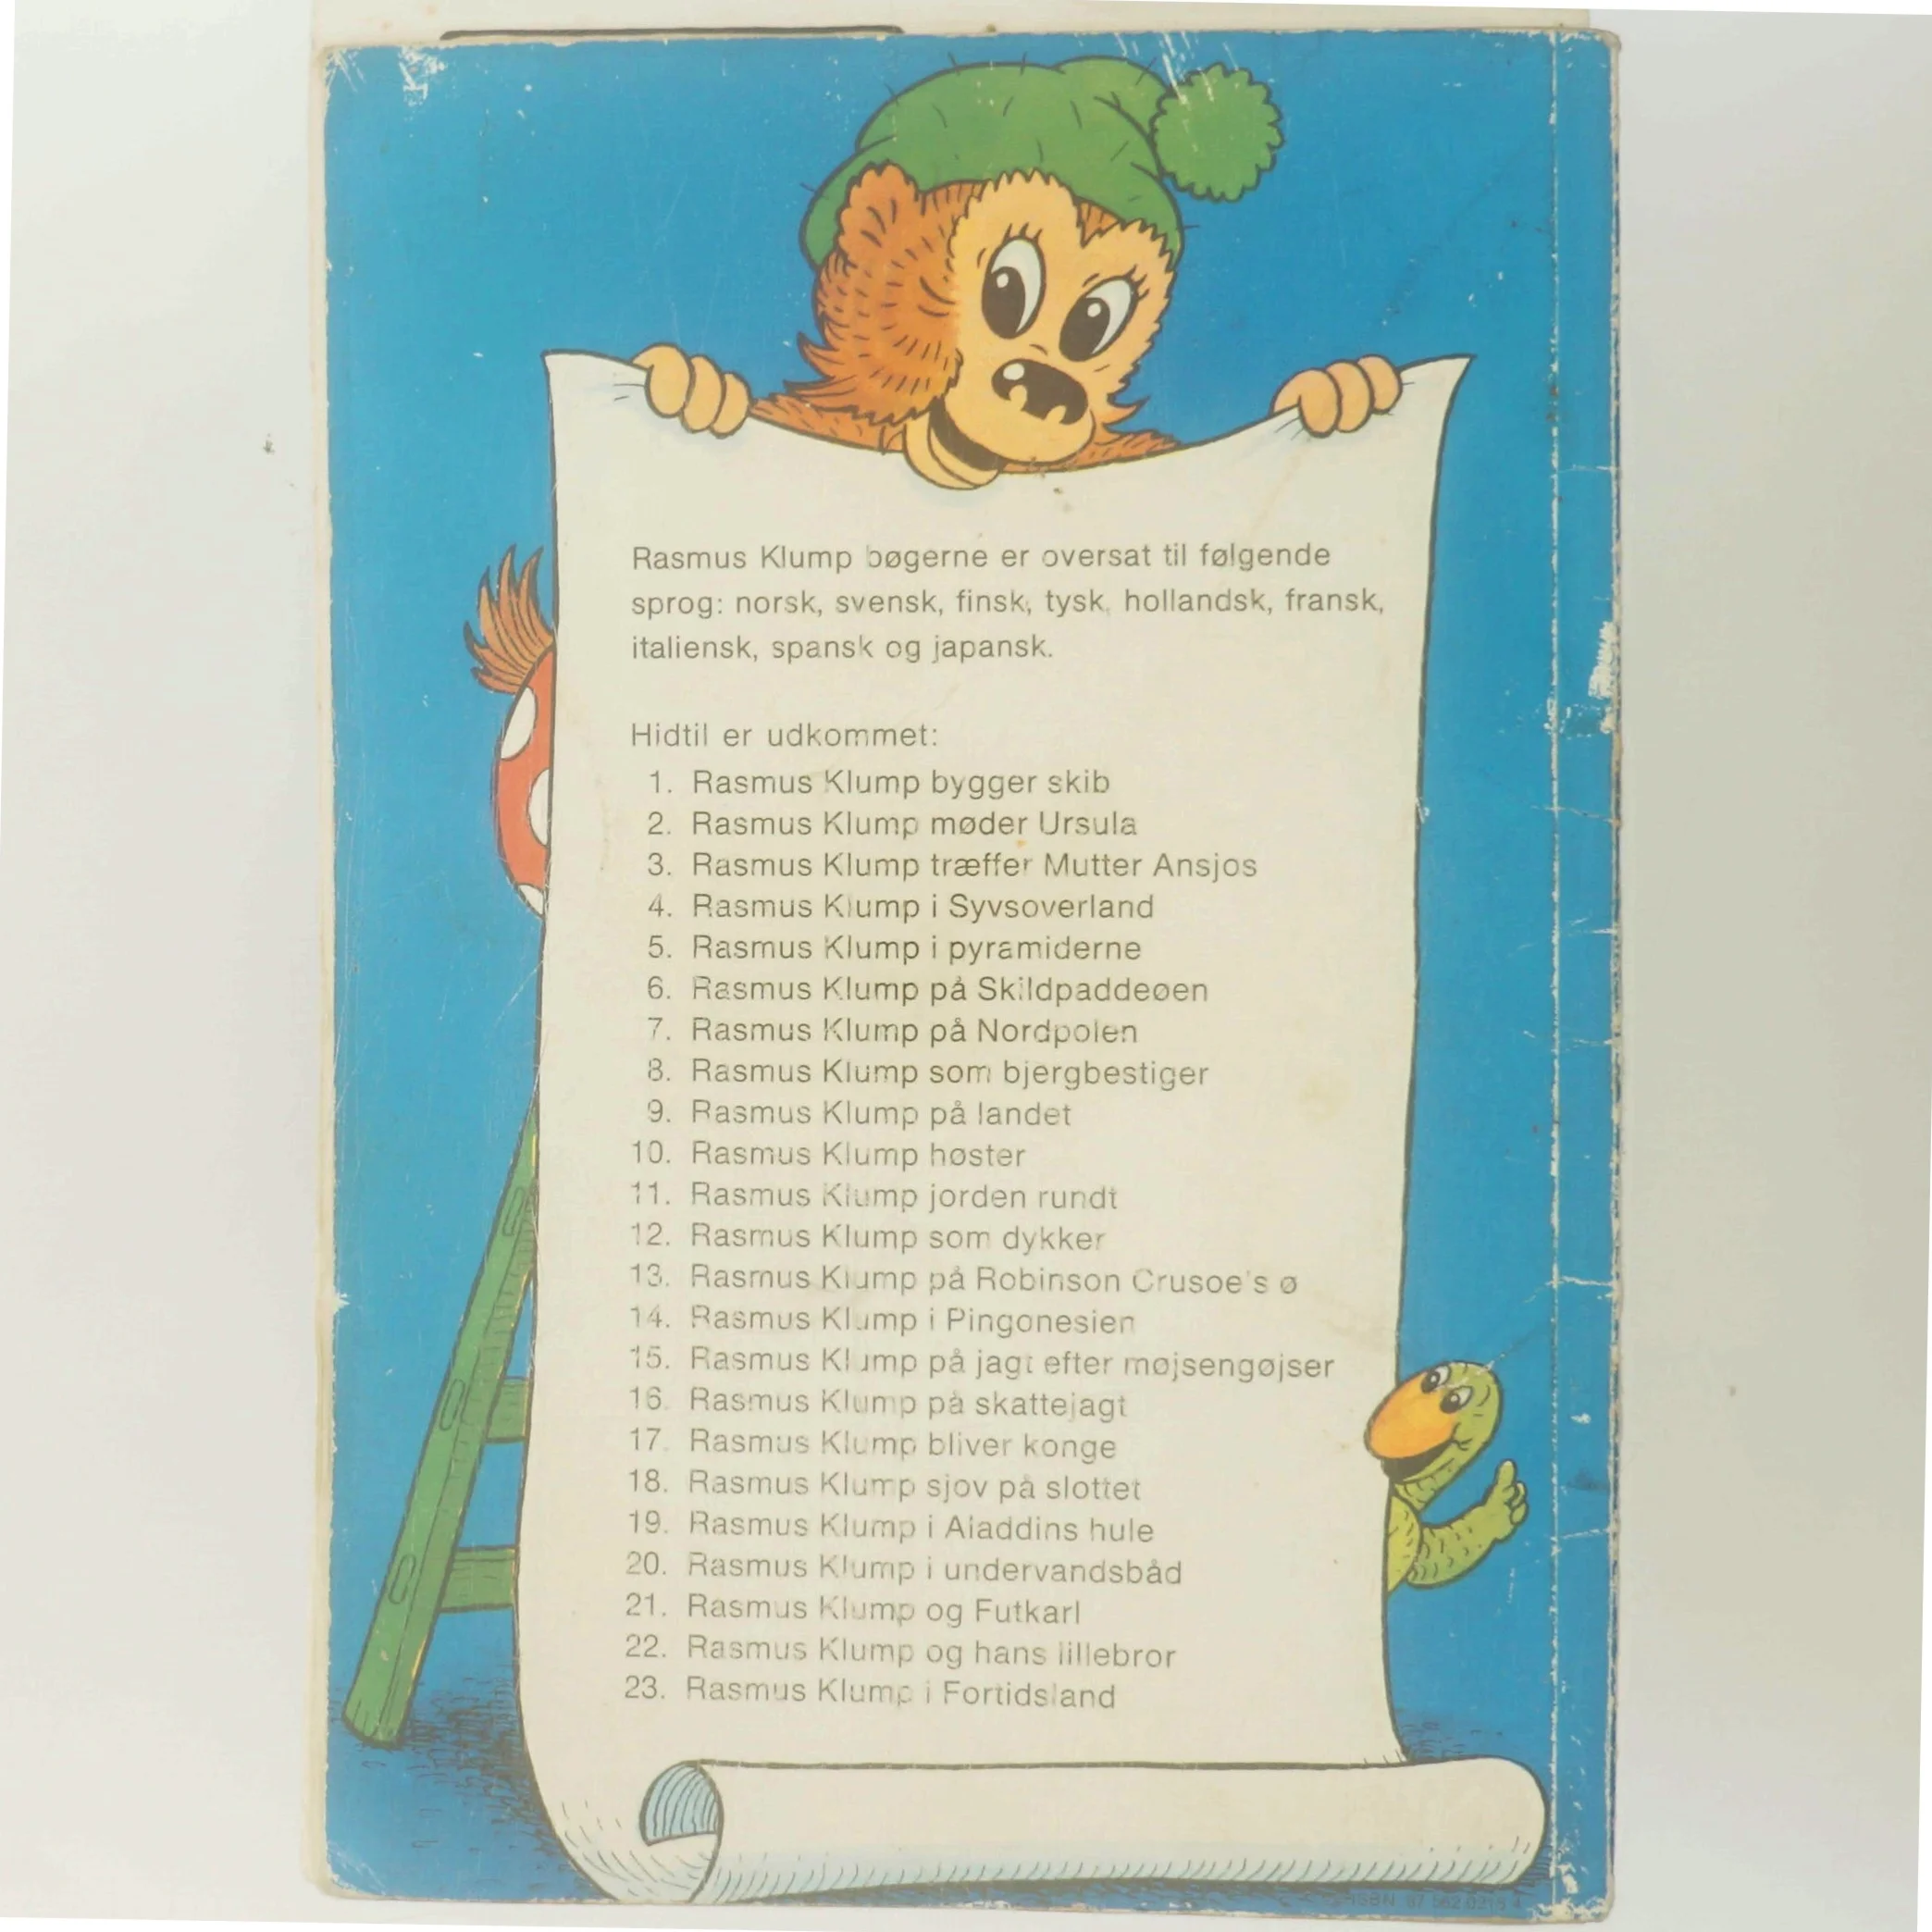 Rasmus Klump bøgerne er oversat til følgende
sprog: norsk, svensk, finsk, tysk, hollandsk, fransk,
italiensk, spansk og japansk.
Hidtil er udkommet:
1. Rasmus Klump bygger skib
2. Rasmus Klump møder Ursula
3. Rasmus Klump træffer Mutter Ansjos
4. Rasmus Klump i Syvsoverland
5. Rasmus Klump i pyramiderne
6. Rasmus Klump på Skildpaddeøen
7. Rasmus Klump på Nordpolen
8. Rasmus Klump som bjergbestiger
9. Rasmus Klump på landet
10. Rasmus Klump høster
11. Rasmus Klump jorden rundt
12. Rasmus Klump som dykker
13. Rasmus Klump på Robinson Crusoe's ø
14. Rasmus Klump i Pingonesien
15. Rasmus Klump på jagt efter møjsengøjser
16. Rasmus Klump på skattejagt
17. Rasmus Klump bliver konge
18. Rasmus Klump sjov på slottet
19. Rasmus Klump i Aladdins hule
20. Rasmus Klump i undervandsbåd
21. Rasmus Klump og Futkarl
22. Rasmus Klump og hans lillebror
23. Rasmus Klump i Fortidsland
ISBN 87